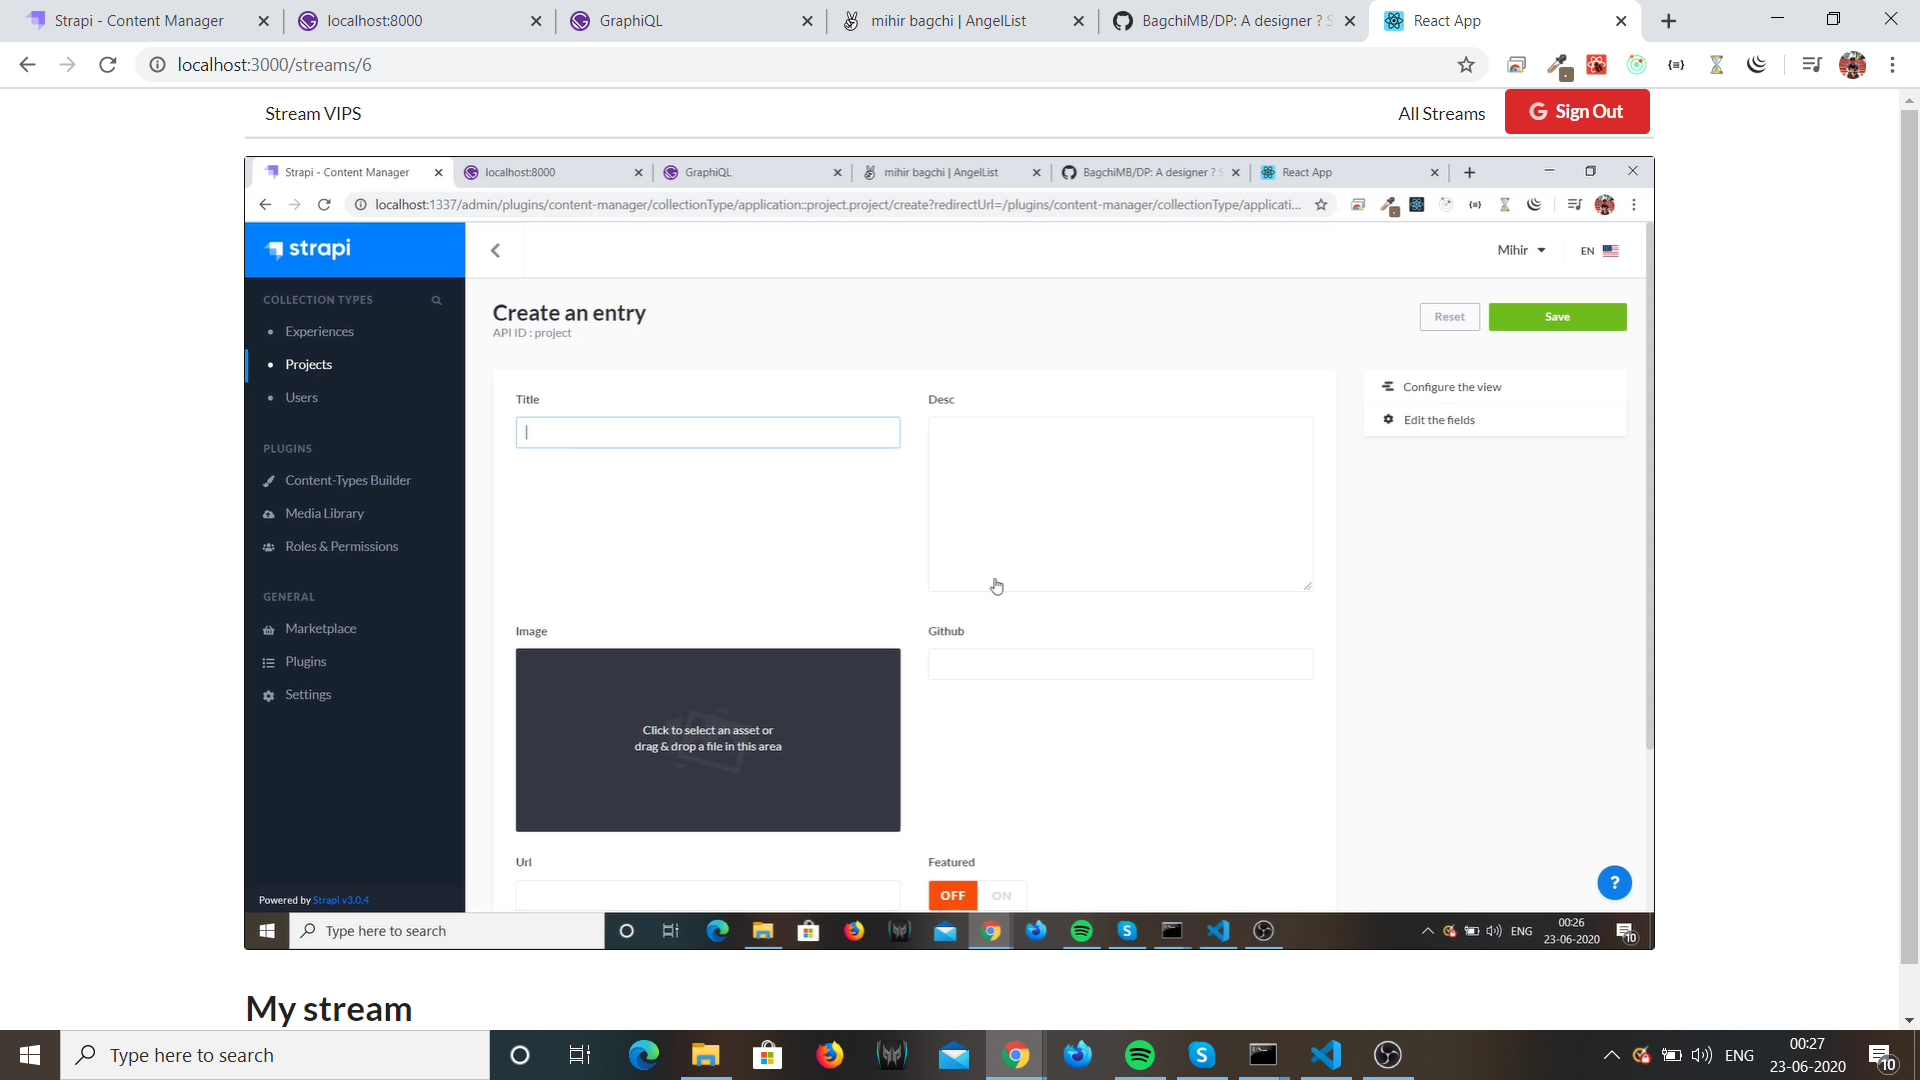 Strapi - Content Manager
localhost:8000
GraphiQL
mihir bagchi | AngelList
BagchiMB/DP: A designer ? S
React App
localhost:3000/streams/6
Stream VIPS
All Streams
Sign Out
Strapi - Content Manager
localhost:8000
GraphiQL
mihir bagchi | AngelList
BagchiMB/DP: A designer ? S
React App
localhost:1337/admin/plugins/content-manager/collectionType/application::project.project/create?redirectUrl=/plugins/content-manager/collectionType/applicati...
strapi
Mihir
EN
COLLECTION TYPES
Experiences
Projects
Users
PLUGINS
Content-Types Builder
Media Library
Roles & Permissions
GENERAL
Marketplace
Plugins
Settings
Powered by Strapi v3.0.4
Create an entry
API ID : project
Reset
Save
Configure the view
Edit the fields
Title
Desc
Image
Github
Click to select an asset or
drag & drop a file in this area
Url
Featured
OFF
ON
?
Type here to search
ENG
00:26
23-06-2020
10
My stream
Type here to search
ENG
00:27
23-06-2020
10